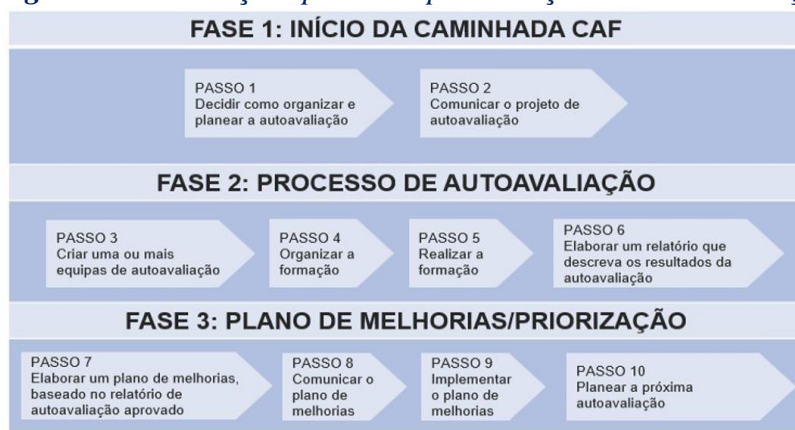 FASE 1: INÍCIO DA CAMINHADA CAF
PASSO 1
Decidir como organizar e
planear a autoavaliação
PASSO 2
Comunicar o projeto de
autoavaliação
FASE 2: PROCESSO DE AUTOAVALIAÇÃO
PASSO 3
Criar uma ou mais
equipas de autoavaliação
PASSO 4
Organizar a
formação
PASSO 5
Realizar a
formação
PASSO 6
Elaborar um relatório que
descreva os resultados da
autoavaliação
FASE 3: PLANO DE MELHORIAS/PRIORIZAÇÃO
PASSO 7
Elaborar um plano de melhorias,
baseado no relatório de
autoavaliação aprovado
PASSO 8
Comunicar o
plano de
melhorias
PASSO 9
Implementar
o plano de
melhorias
PASSO 10
Planear a próxima
autoavaliação